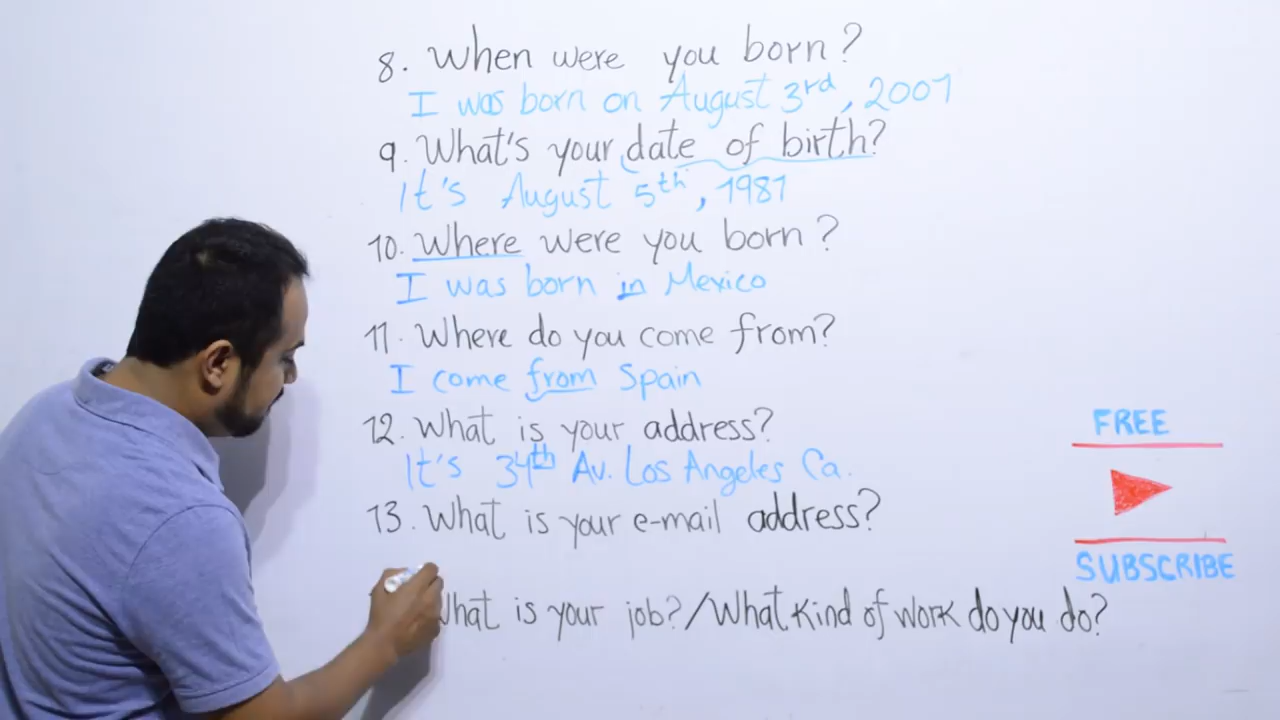 8. When were you born?
I was born on August 3rd, 2001
9. What's your date of birth?
It's August 5th, 1981
10. Where were you born?
I was born in Mexico
11. Where do you come from?
I come from Spain
12. What is your address?
It's 34th Av. Los Angeles Ca.
13. What is your e-mail address?
What is your job?/What kind of work do you do?
FREE
SUBSCRIBE